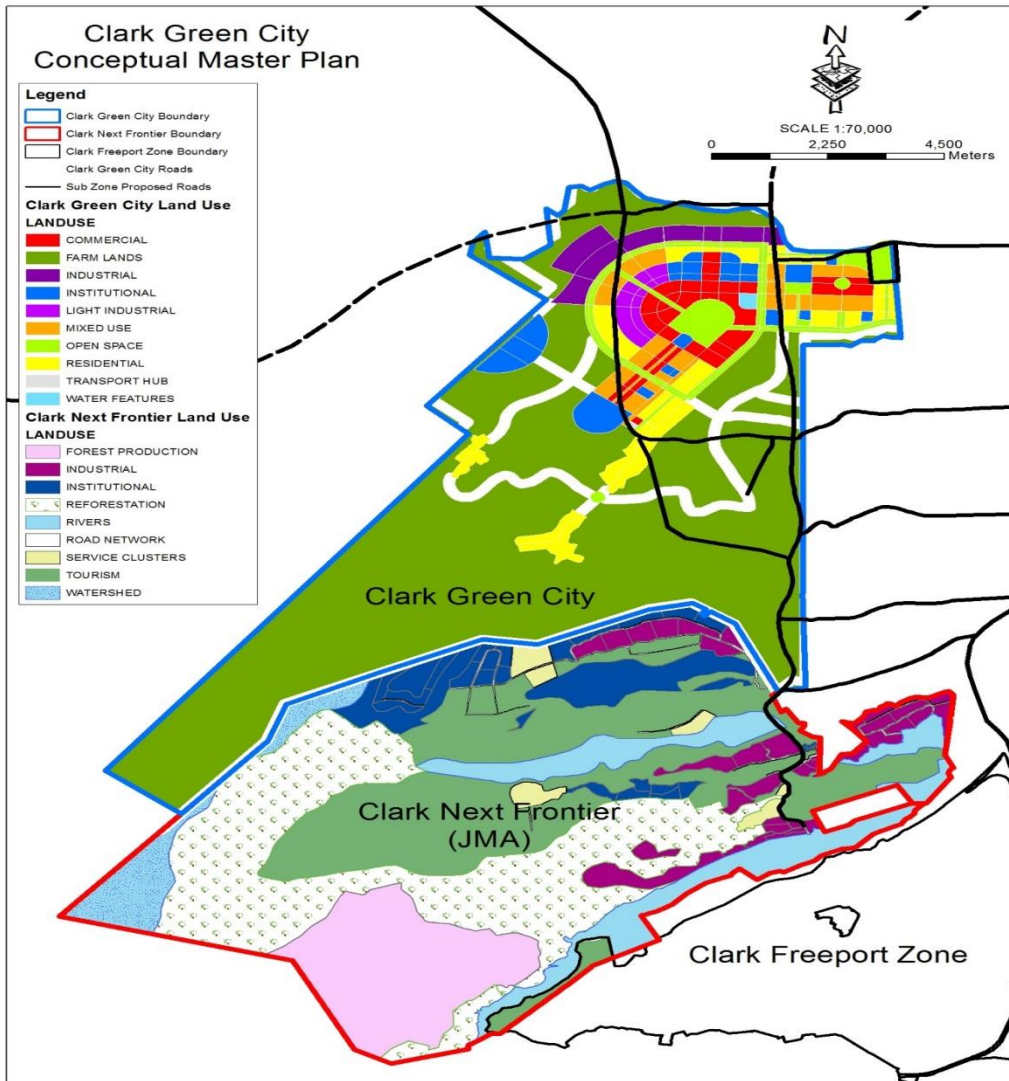 Clark Green City
Conceptual Master Plan
Legend
Clark Green City Boundary
Clark Next Frontier Boundary
Clark Freeport Zone Boundary
Clark Green City Roads
Sub Zone Proposed Roads
Clark Green City Land Use
LANDUSE
COMMERCIAL
FARM LANDS
INDUSTRIAL
INSTITUTIONAL
LIGHT INDUSTRIAL
MIXED USE
OPEN SPACE
RESIDENTIAL
TRANSPORT HUB
WATER FEATURES
Clark Next Frontier Land Use
LANDUSE
FOREST PRODUCTION
INDUSTRIAL
INSTITUTIONAL
REFORESTATION
RIVERS
ROAD NETWORK
SERVICE CLUSTERS
TOURISM
WATERSHED
N
SCALE 1:70,000
0 2,250 4,500
Meters
Clark Green City
Clark Next Frontier
(JMA)
Clark Freeport Zone